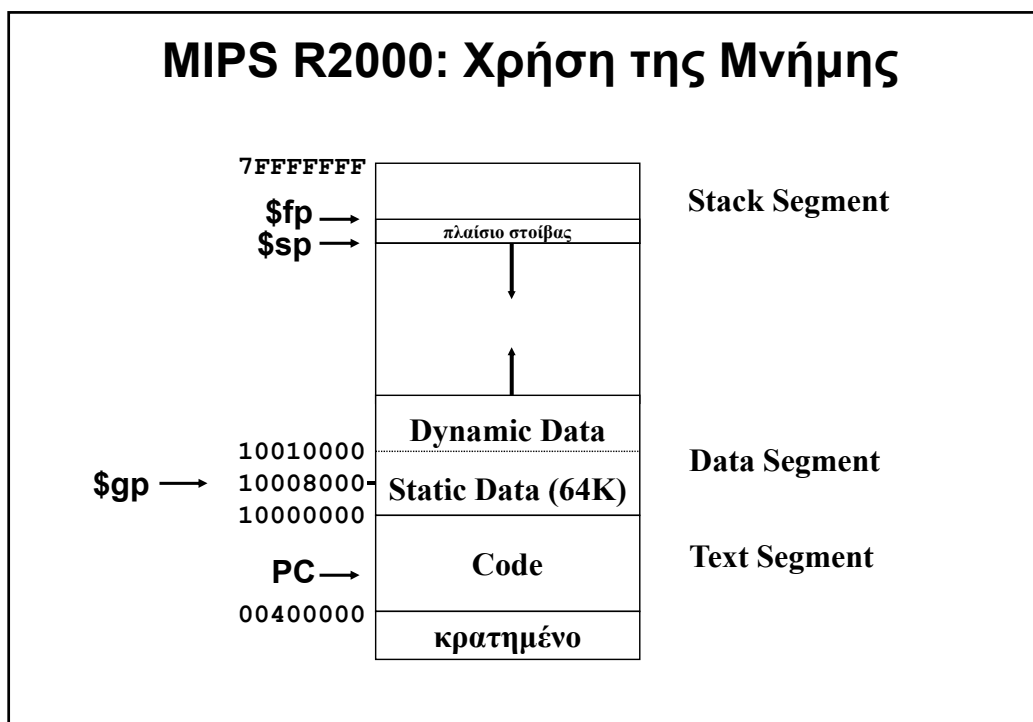 MIPS R2000: Χρήση της Μνήμης
7FFFFFFF
Stack Segment
$fp
πλαίσιο στοίβας
$sp
Dynamic Data
10010000
Data Segment
$gp
10008000
Static Data (64K)
10000000
Text Segment
Code
PC
00400000
κρατημένο